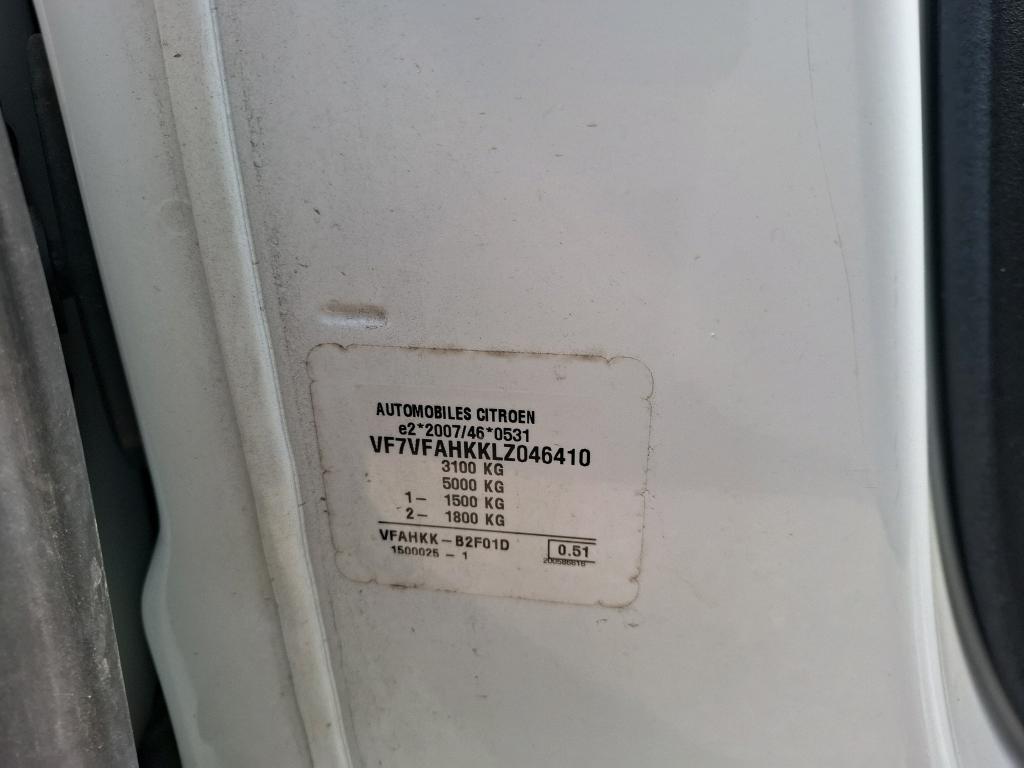 AUTOMOBILES CITROEN
e2*2007/46*0531
VF7VFAHKKLZ046410
3100 KG
5000 KG
1- 1500 KG
2- 1800 KG
VFAHKK-B2F01D
0.51
1500025 - 1
200586618